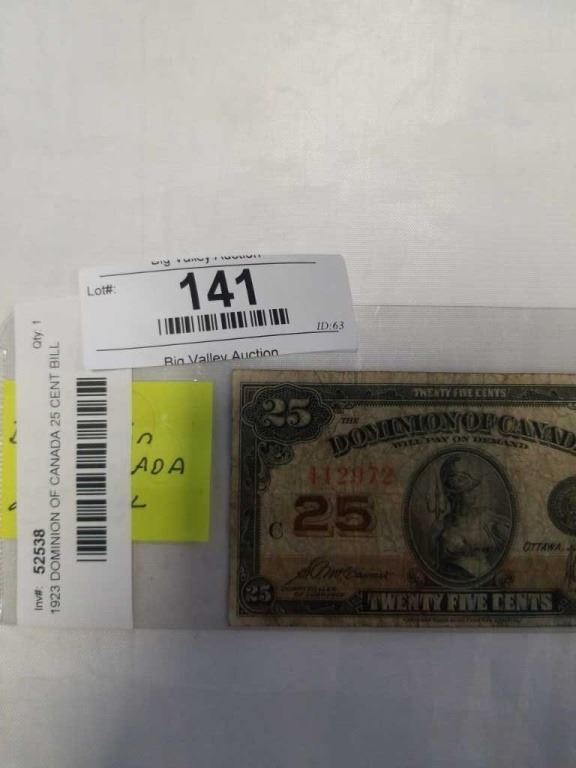 Big Valley Auction
Lot#:
141
ID:63
Big Valley Auction
Qty: 1
Inv#: 52538
1923 DOMINION OF CANADA 25 CENT BILL
ADA
TWENTY FIVE CENTS
25
THE
DOMINION OF CANADA
WILL PAY ON DEMAND
412972
C 25
OTTAWA,
25
TWENTY FIVE CENTS